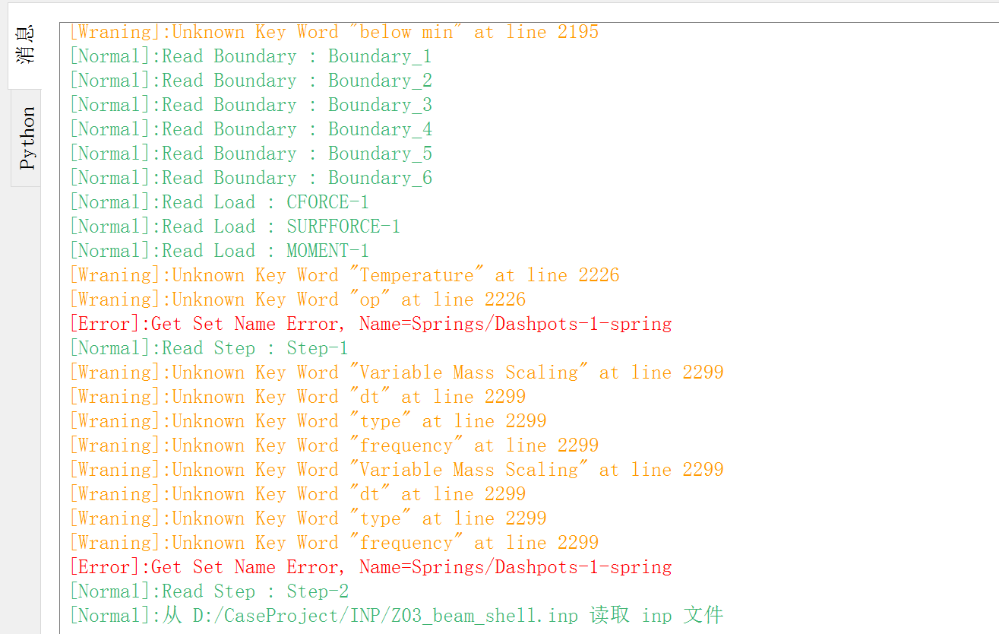 消息
Python
[Wraning]:Unknown Key Word "below min" at line 2195
[Normal]:Read Boundary : Boundary_1
[Normal]:Read Boundary : Boundary_2
[Normal]:Read Boundary : Boundary_3
[Normal]:Read Boundary : Boundary_4
[Normal]:Read Boundary : Boundary_5
[Normal]:Read Boundary : Boundary_6
[Normal]:Read Load : CFORCE-1
[Normal]:Read Load : SURFFORCE-1
[Normal]:Read Load : MOMENT-1
[Wraning]:Unknown Key Word "Temperature" at line 2226
[Wraning]:Unknown Key Word "op" at line 2226
[Error]:Get Set Name Error, Name=Springs/Dashpots-1-spring
[Normal]:Read Step : Step-1
[Wraning]:Unknown Key Word "Variable Mass Scaling" at line 2299
[Wraning]:Unknown Key Word "dt" at line 2299
[Wraning]:Unknown Key Word "type" at line 2299
[Wraning]:Unknown Key Word "frequency" at line 2299
[Wraning]:Unknown Key Word "Variable Mass Scaling" at line 2299
[Wraning]:Unknown Key Word "dt" at line 2299
[Wraning]:Unknown Key Word "type" at line 2299
[Wraning]:Unknown Key Word "frequency" at line 2299
[Error]:Get Set Name Error, Name=Springs/Dashpots-1-spring
[Normal]:Read Step : Step-2
[Normal]:从 D:/CaseProject/INP/Z03_beam_shell.inp 读取 inp 文件